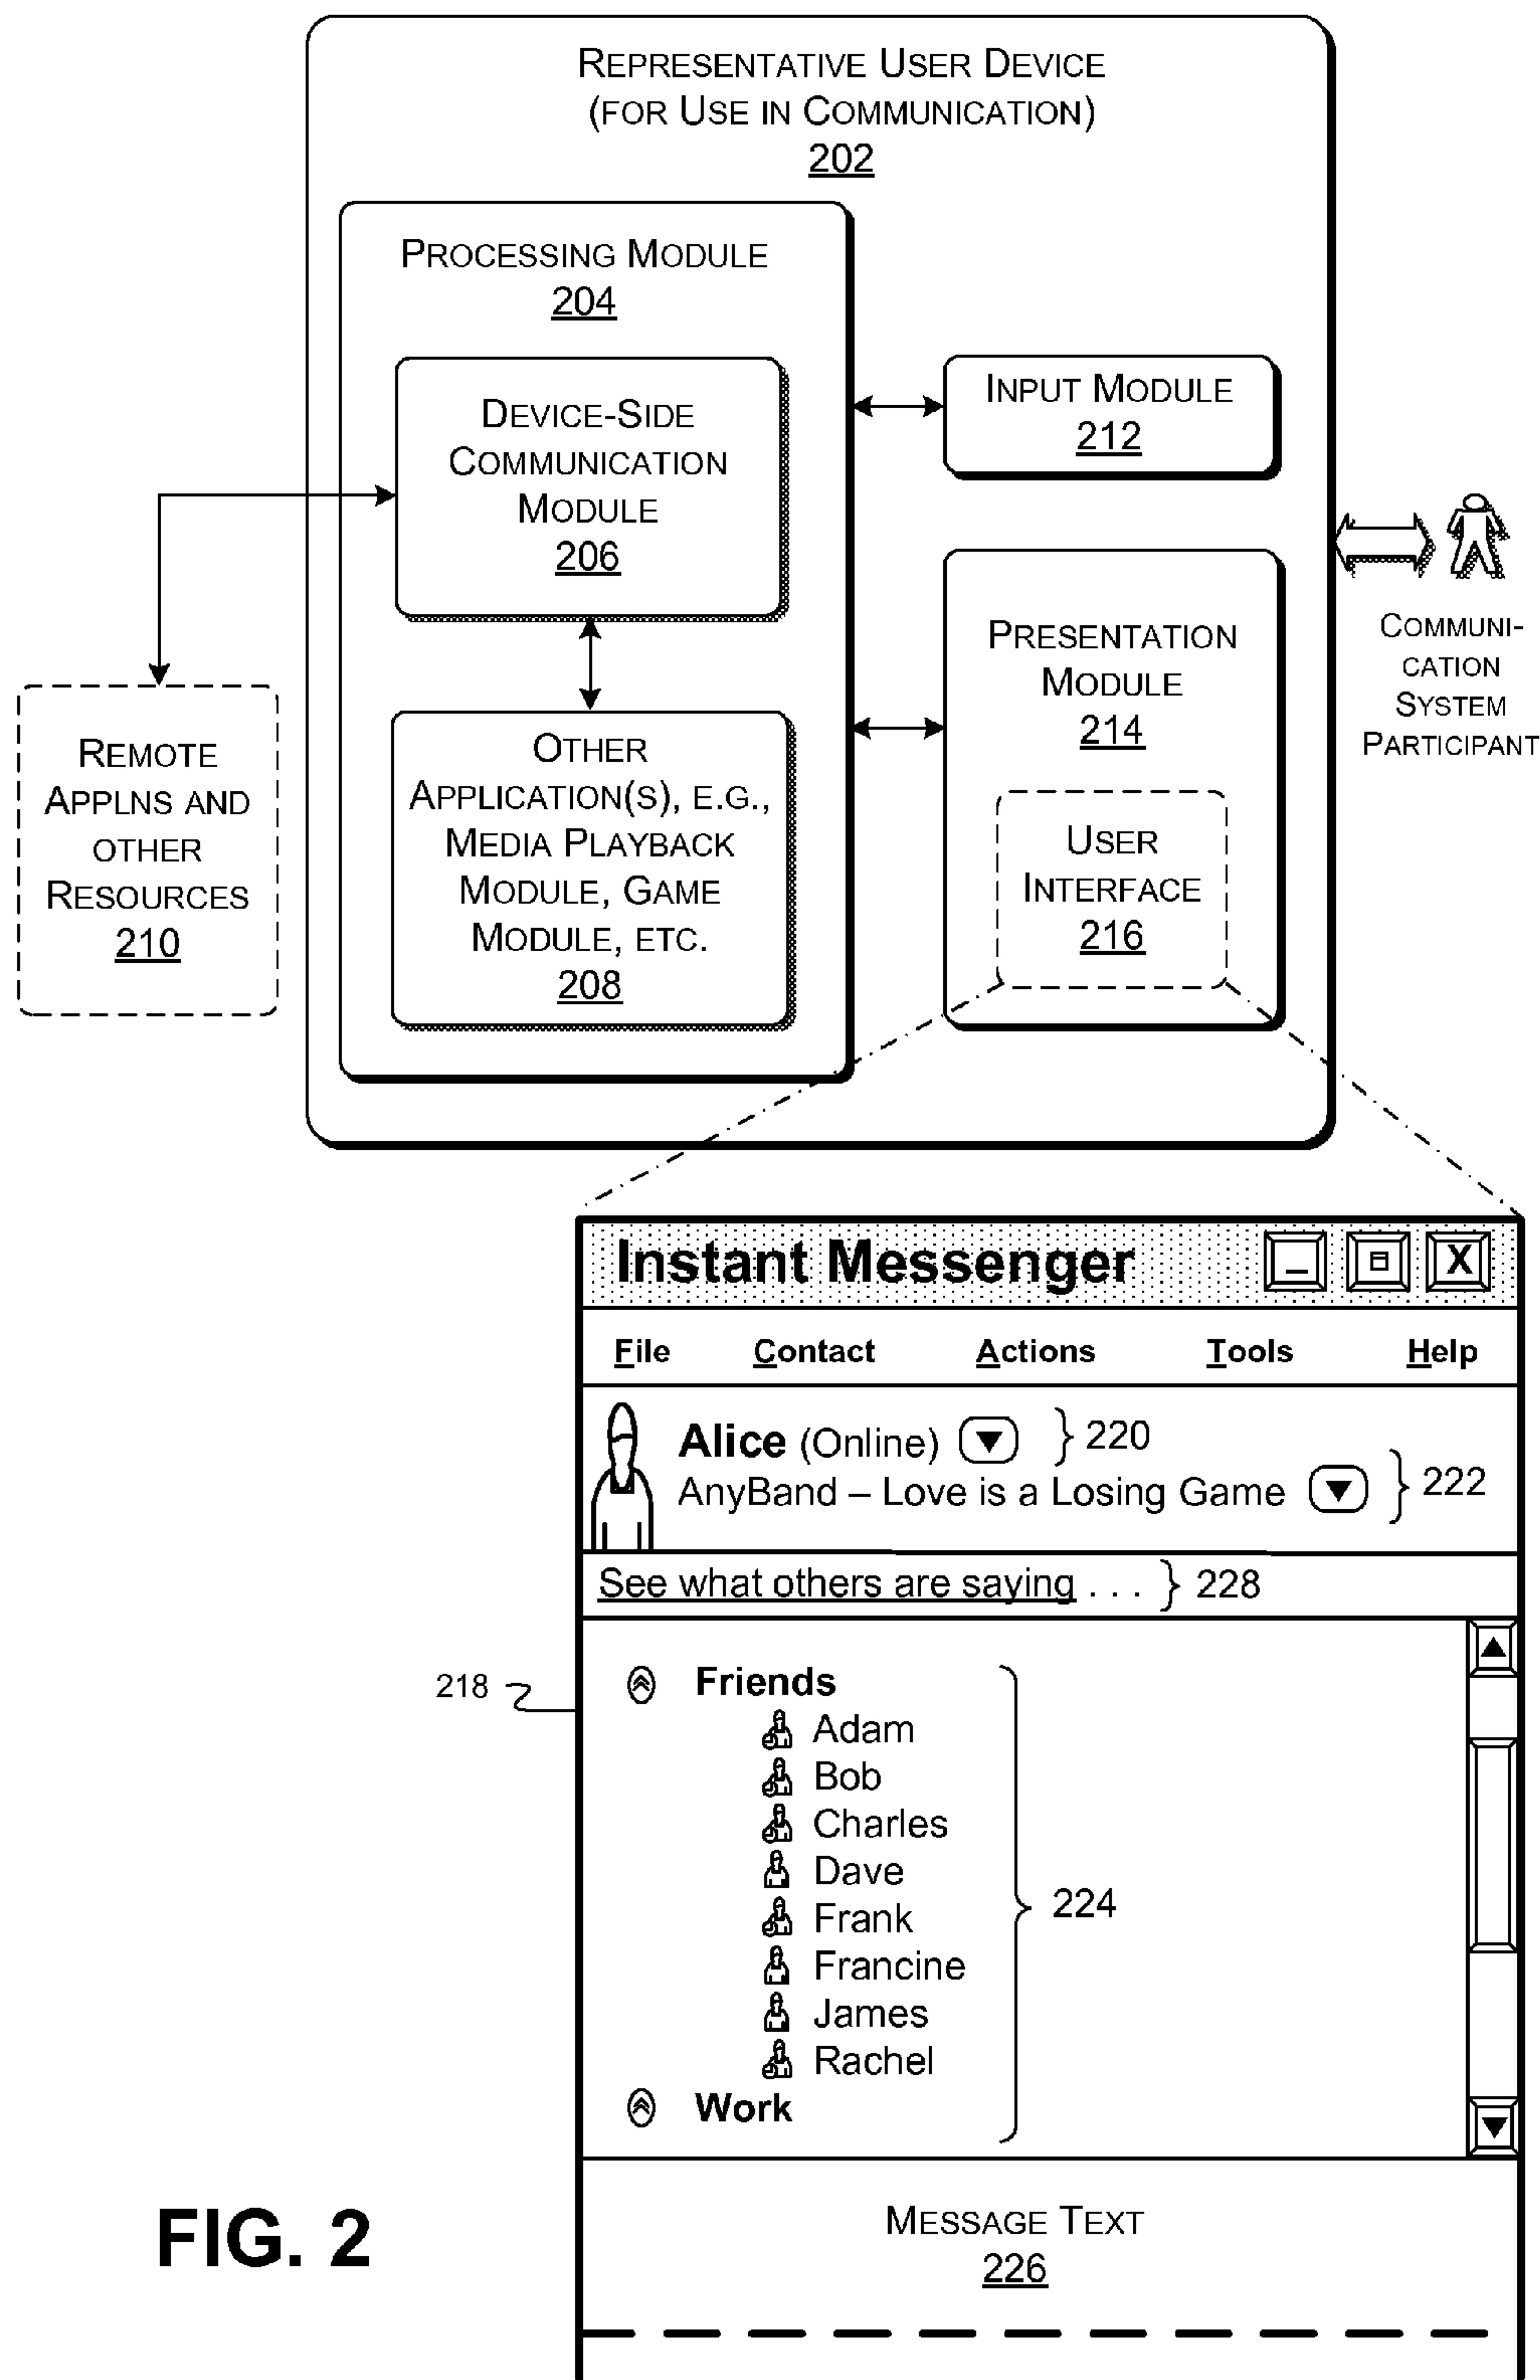 REPRESENTATIVE USER DEVICE
(FOR USE IN COMMUNICATION)
202
PROCESSING MODULE
204
DEVICE-SIDE
COMMUNICATION
MODULE
206
INPUT MODULE
212
REMOTE
APPLNS AND
OTHER
RESOURCES
210
OTHER
APPLICATION(S), E.G.,
MEDIA PLAYBACK
MODULE, GAME
MODULE, ETC.
208
PRESENTATION
MODULE
214
USER
INTERFACE
216
COMMUNI-
CATION
SYSTEM
PARTICIPANT
Instant Messenger
X
File Contact Actions Tools Help
Alice (Online) 220
AnyBand – Love is a Losing Game 222
See what others are saying . . . 228
218
Friends
Adam
Bob
Charles
Dave
Frank
Francine
James
Rachel
Work
224
MESSAGE TEXT
226
FIG. 2